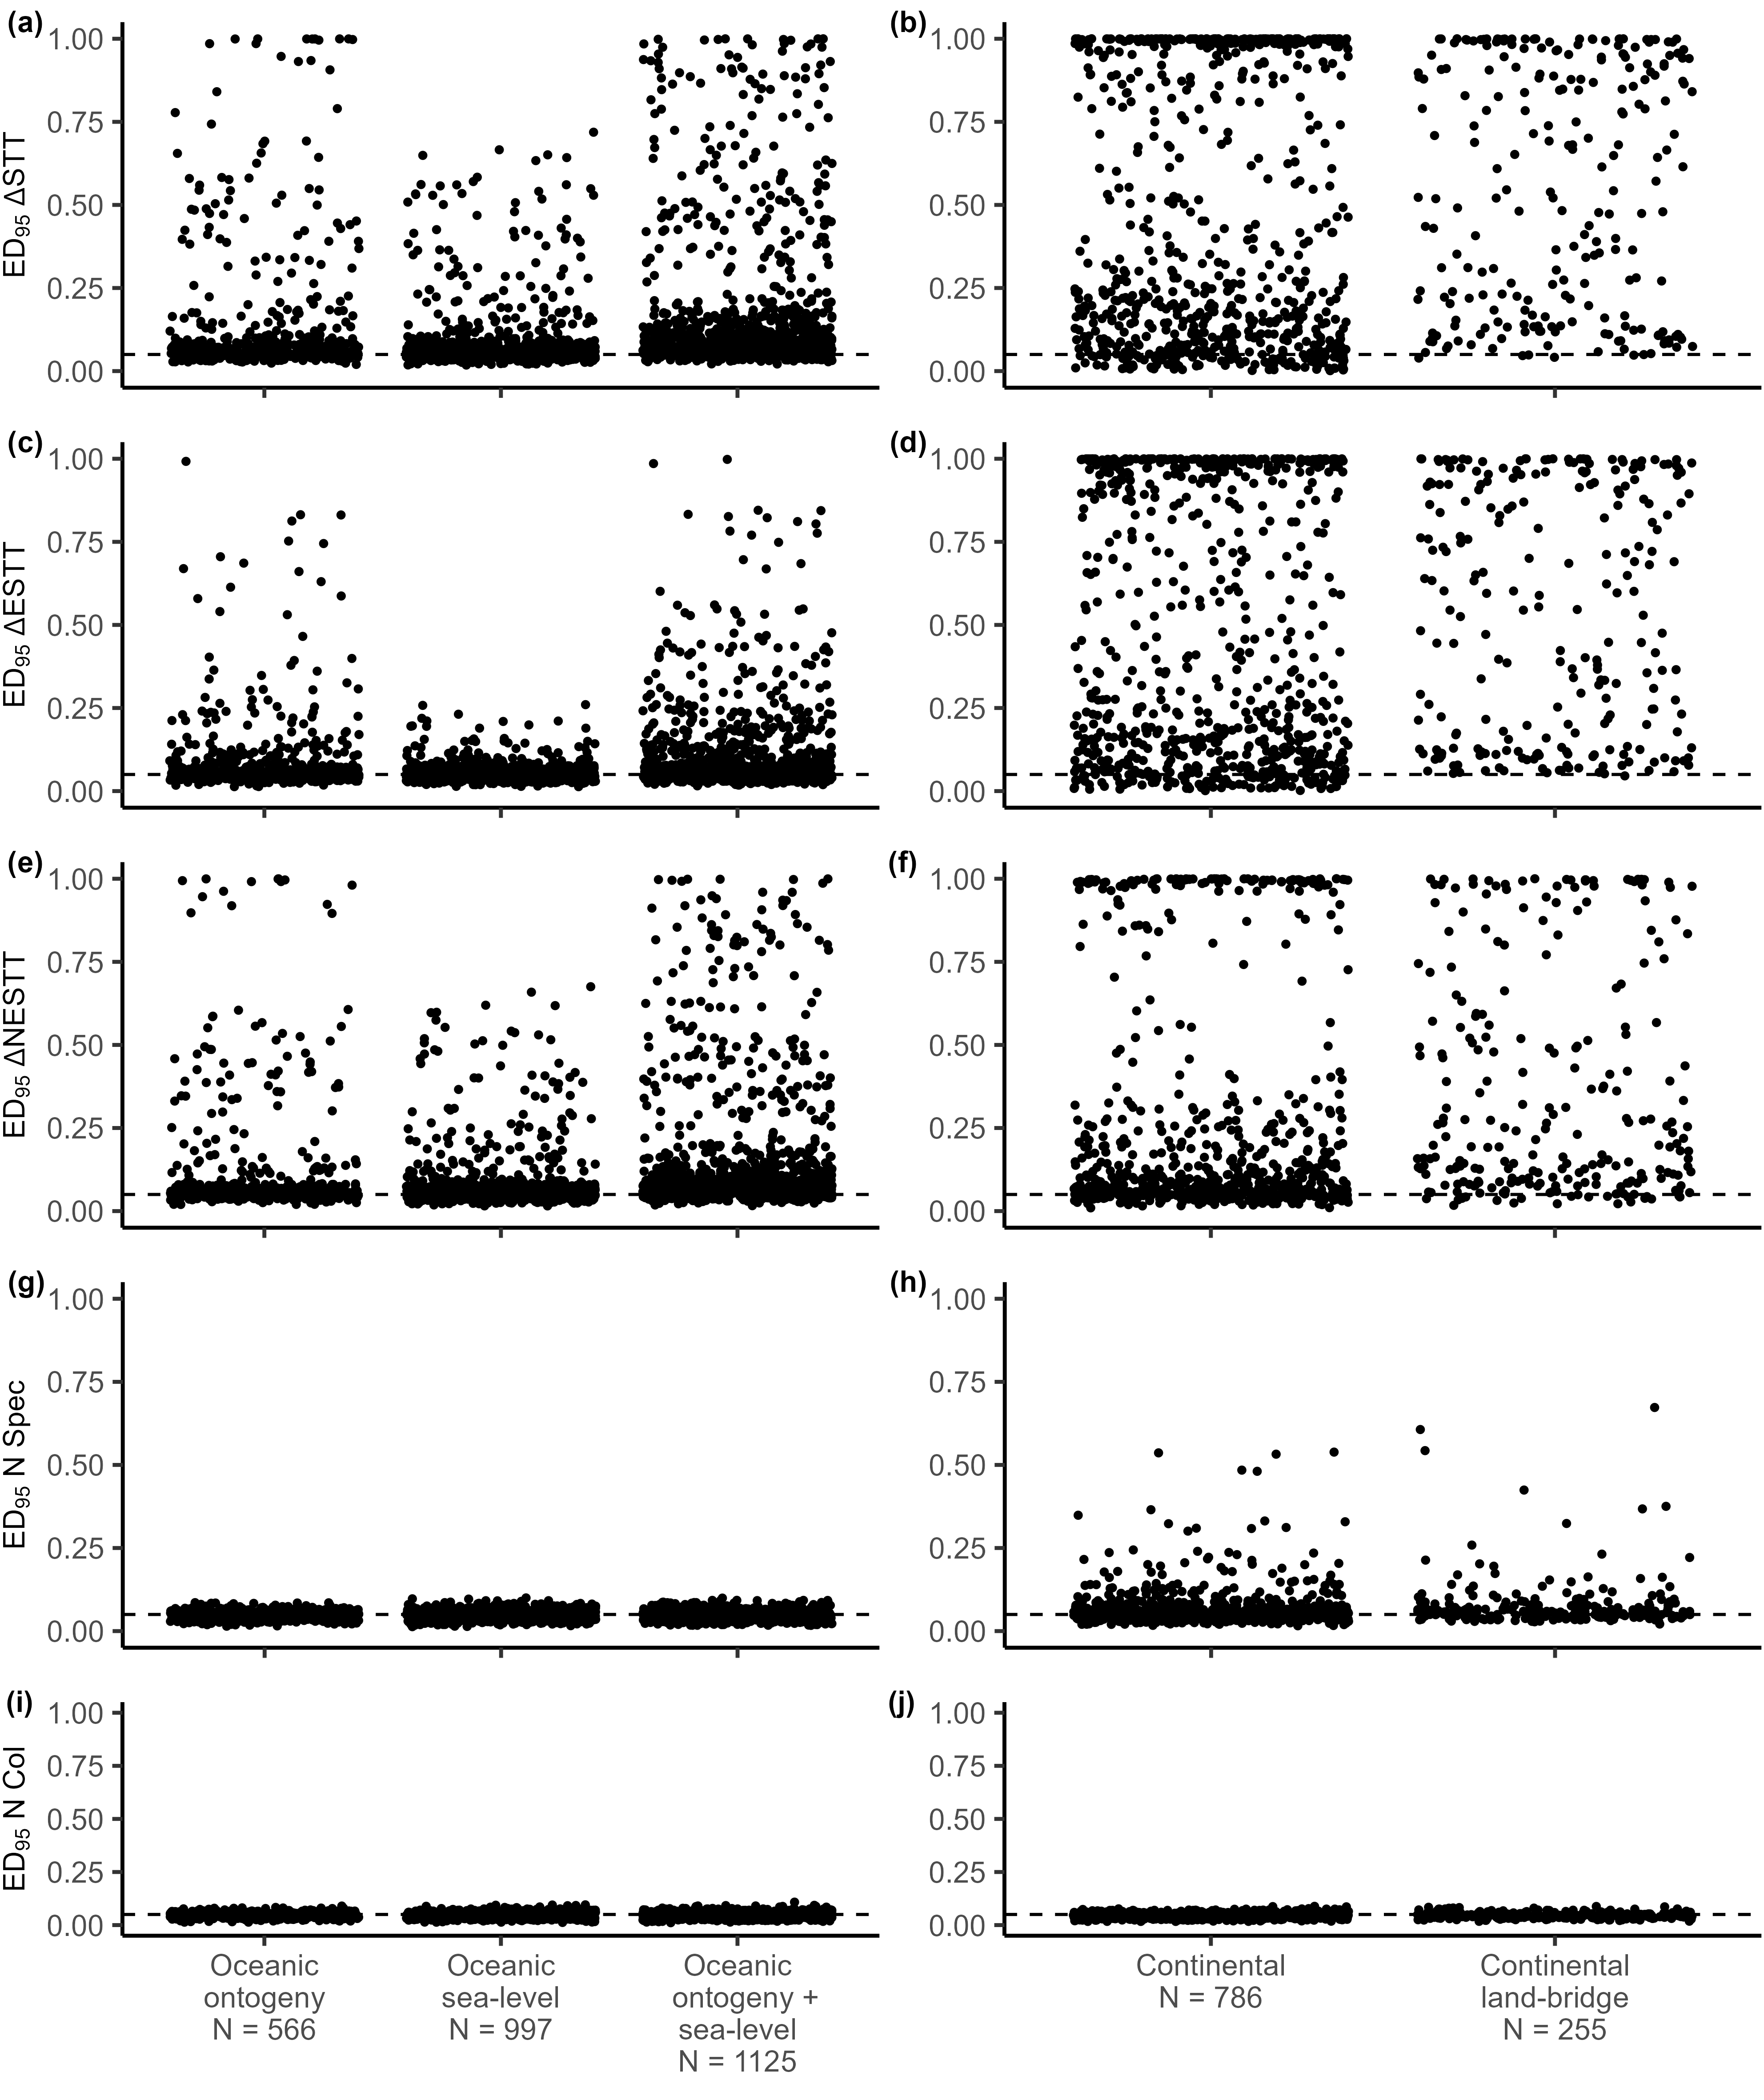 (a)
1.00
0.75
0.50
0.25
0.00
ED95 ΔSTT
(b)
1.00
0.75
0.50
0.25
0.00
(c)
1.00
0.75
0.50
0.25
0.00
ED95 ΔESTT
(d)
1.00
0.75
0.50
0.25
0.00
(e)
1.00
0.75
0.50
0.25
0.00
ED95 ΔNESTT
(f)
1.00
0.75
0.50
0.25
0.00
(g)
1.00
0.75
0.50
0.25
0.00
ED95 N Spec
(h)
1.00
0.75
0.50
0.25
0.00
(i)
1.00
0.75
0.50
0.25
0.00
ED95 N Col
(j)
1.00
0.75
0.50
0.25
0.00
Oceanic
ontogeny
N = 566
Oceanic
sea-level
N = 997
Oceanic
ontogeny +
sea-level
N = 1125
Continental
N = 786
Continental
land-bridge
N = 255